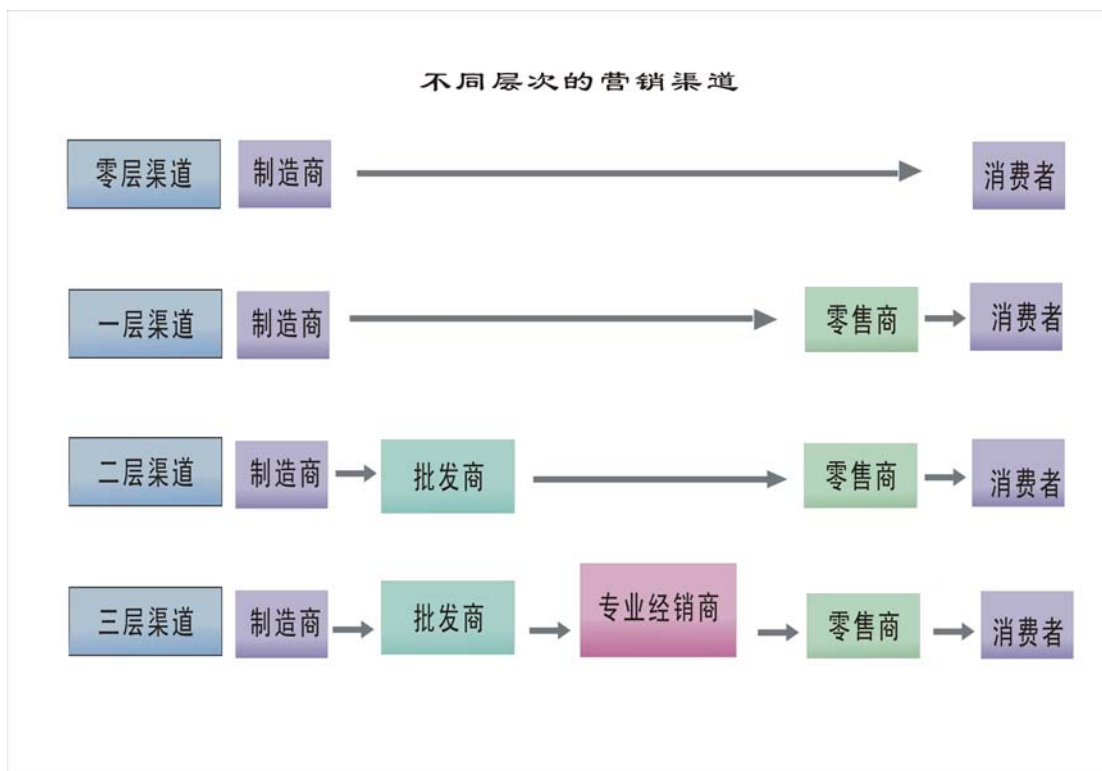 不同层次的营销渠道
零层渠道 制造商 消费者
一层渠道 制造商 零售商 消费者
二层渠道 制造商 批发商 零售商 消费者
三层渠道 制造商 批发商 专业经销商 零售商 消费者